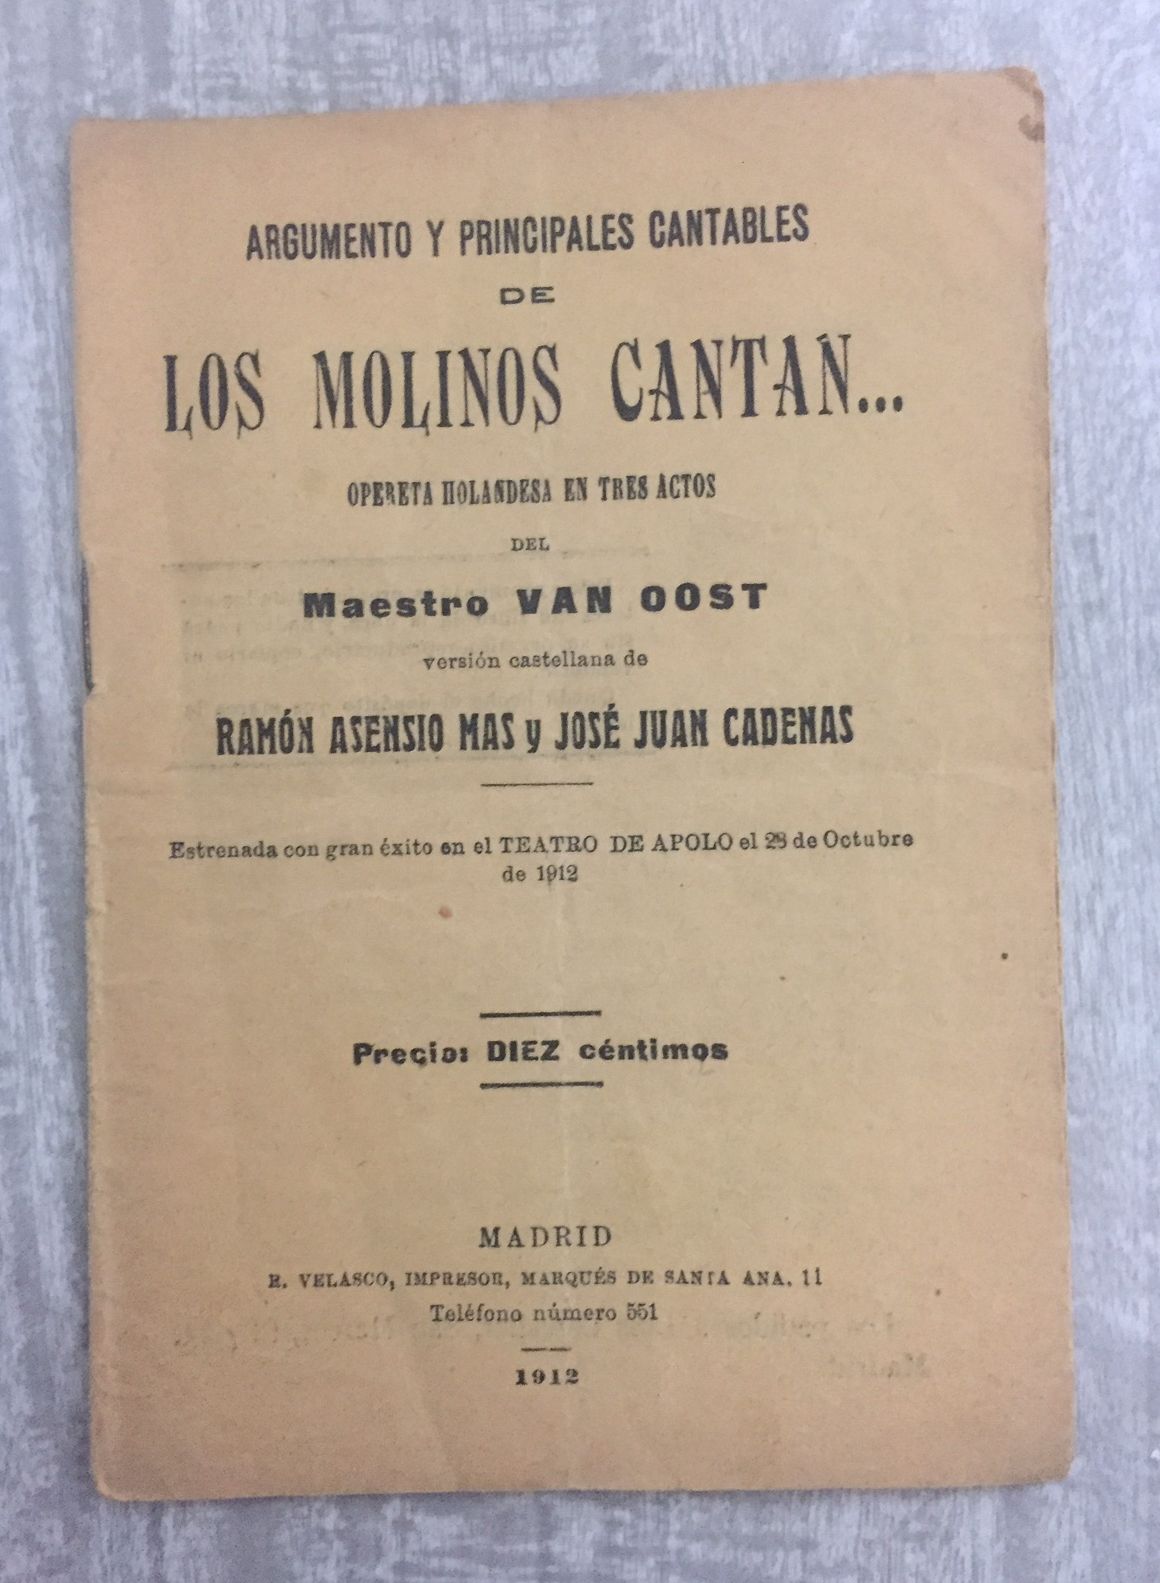 ARGUMENTO Y PRINCIPALES CANTABLES
DE
LOS MOLINOS CANTAN...
OPERETA HOLANDESA EN TRES ACTOS
DEL
Maestro VAN OOST
versión castellana de
RAMÓN ASENSIO MAS y JOSÉ JUAN CADENAS
Estrenada con gran éxito en el TEATRO DE APOLO el 28 de Octubre
de 1912
Precio: DIEZ céntimos
MADRID
R. VELASCO, IMPRESOR, MARQUÉS DE SANTA ANA, 11
Teléfono número 551
1912